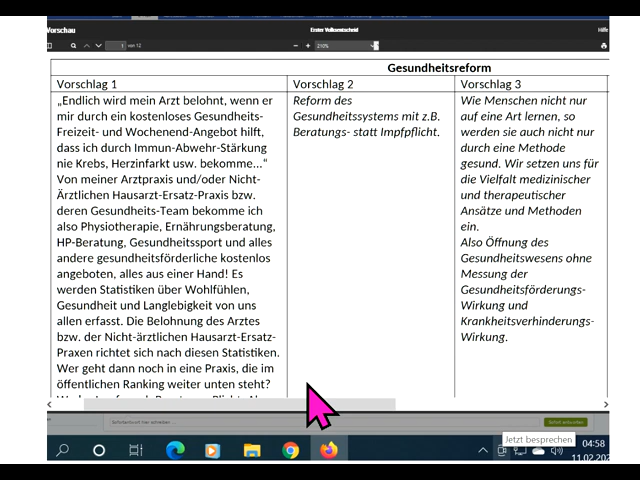 Vorschau
Erster Volksentscheid
Hilfe
1 von 12
210%
Gesundheitsreform
Vorschlag 1
„Endlich wird mein Arzt belohnt, wenn er
mir durch ein kostenloses Gesundheits-
Freizeit- und Wochenend-Angebot hilft,
dass ich durch Immun-Abwehr-Stärkung
nie Krebs, Herzinfarkt usw. bekomme...“
Von meiner Arztpraxis und/oder Nicht-
Ärztlichen Hausarzt-Ersatz-Praxis bzw.
deren Gesundheits-Team bekomme ich
also Physiotherapie, Ernährungsberatung,
HP-Beratung, Gesundheitssport und alles
andere gesundheitsförderliche kostenlos
angeboten, alles aus einer Hand! Es
werden Statistiken über Wohlfühlen,
Gesundheit und Langlebigkeit von uns
allen erfasst. Die Belohnung des Arztes
bzw. der Nicht-ärztlichen Hausarzt-Ersatz-
Praxen richtet sich nach diesen Statistiken.
Wer geht dann noch in eine Praxis, die im
öffentlichen Ranking weiter unten steht?
Vorschlag 2
Reform des
Gesundheitssystems mit z.B.
Beratungs- statt Impfpflicht.
Vorschlag 3
Wie Menschen nicht nur
auf eine Art lernen, so
werden sie auch nicht nur
durch eine Methode
gesund. Wir setzen uns für
die Vielfalt medizinischer
und therapeutischer
Ansätze und Methoden
ein.
Also Öffnung des
Gesundheitswesens ohne
Messung der
Gesundheitsförderungs-
Wirkung und
Krankheitsverhinderungs-
Wirkung.
Sofort antworten
Jetzt besprechen
04:58
11.02.202